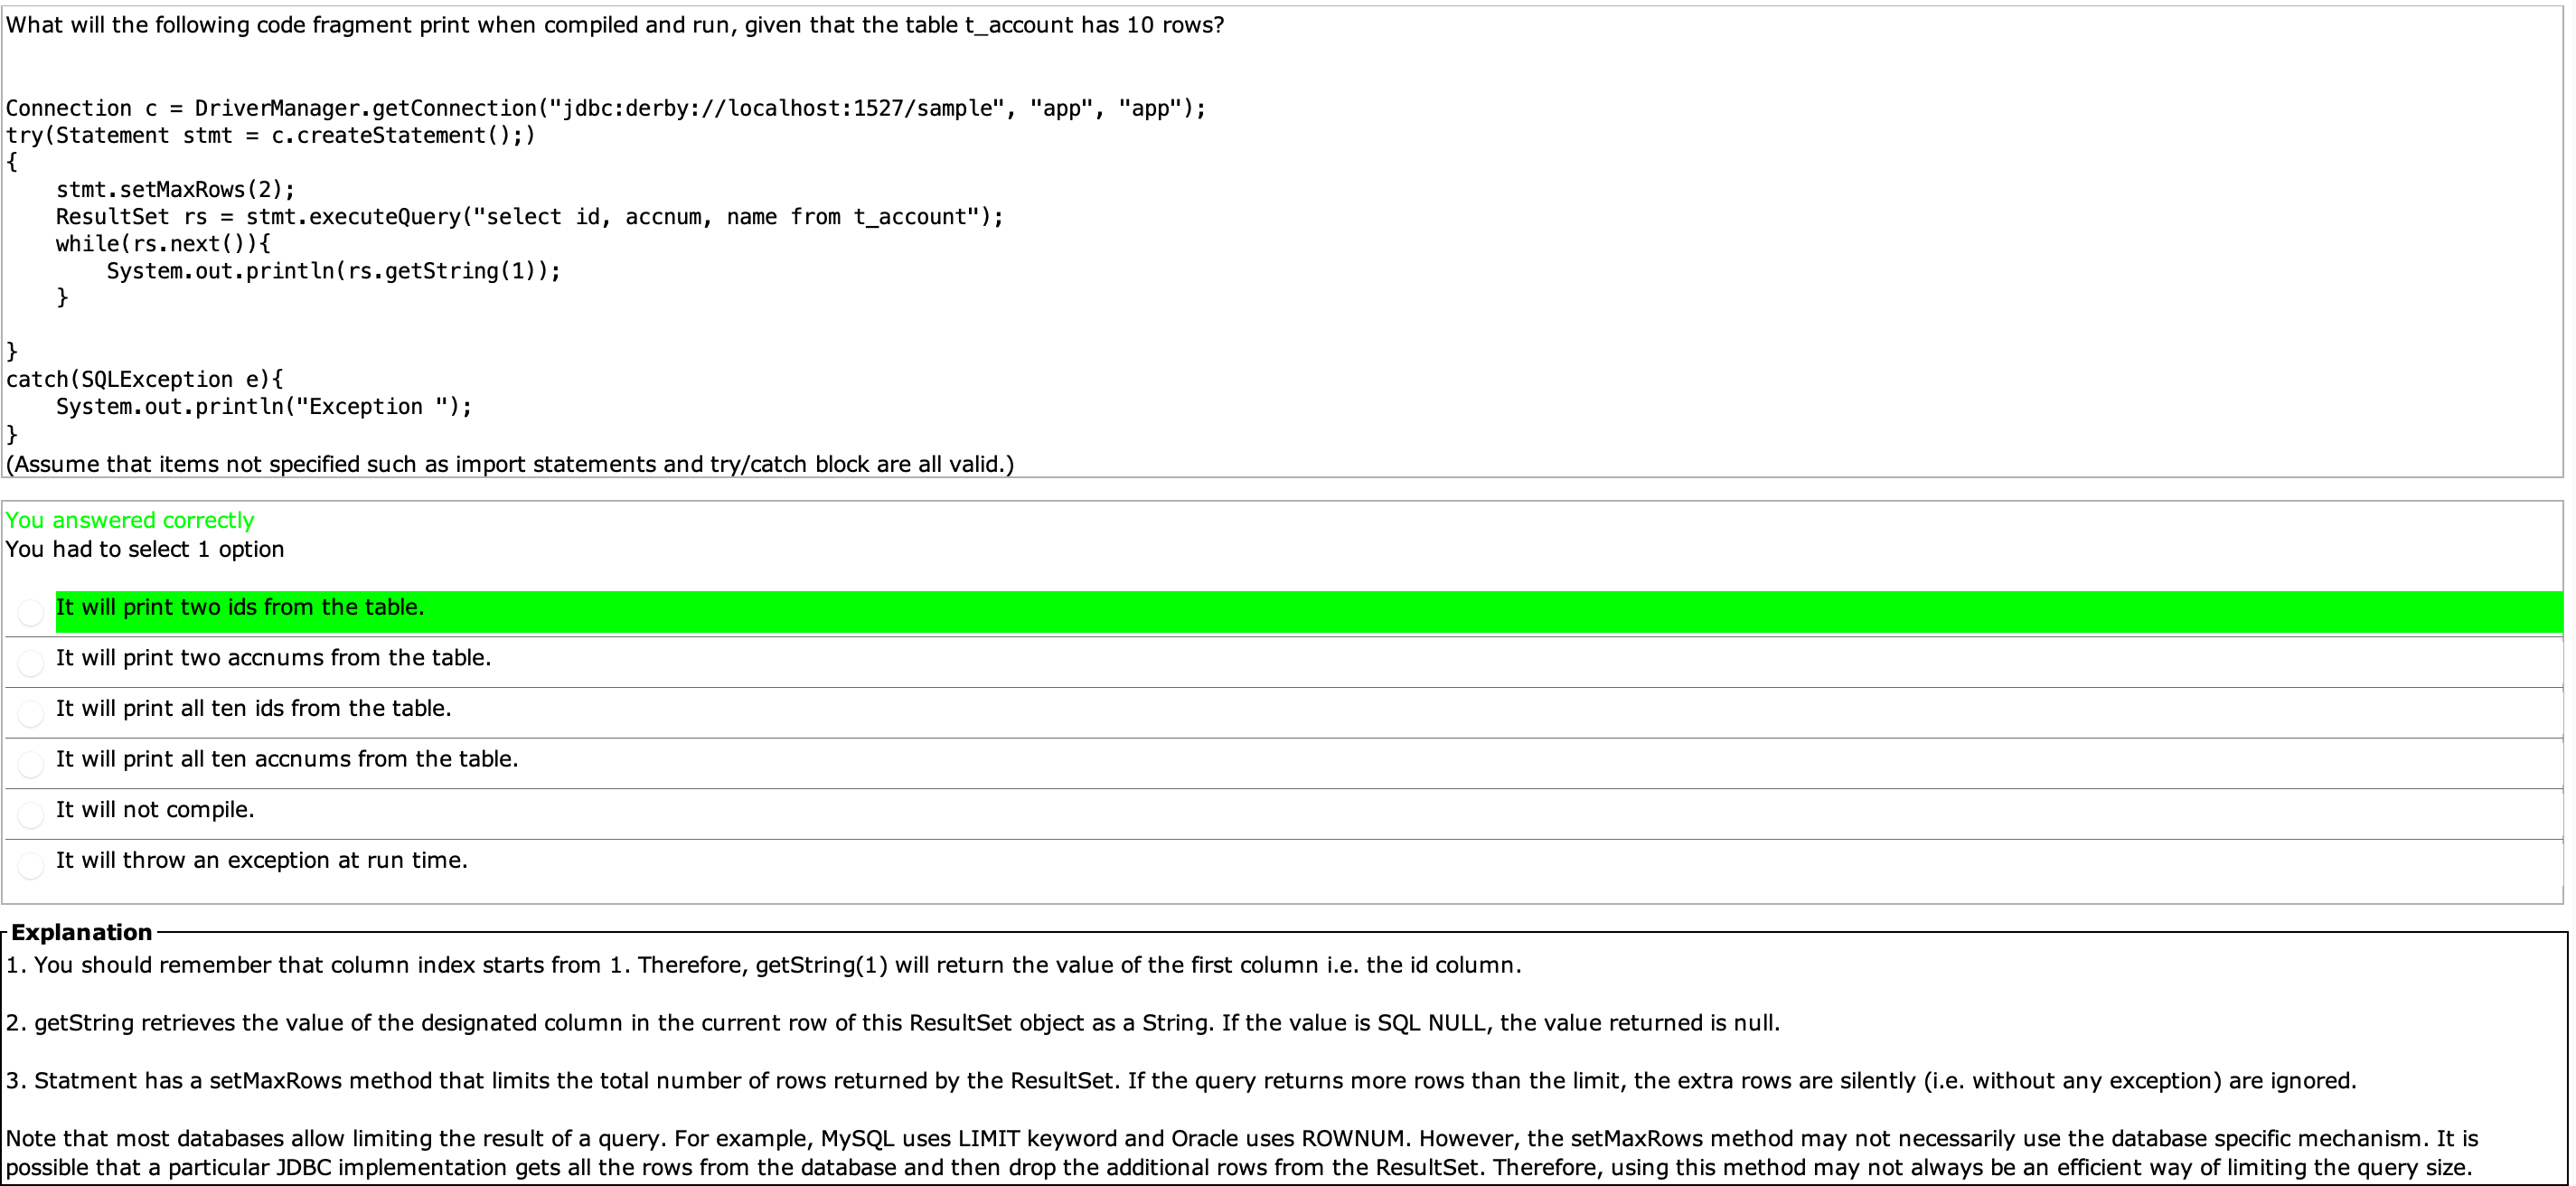 What will the following code fragment print when compiled and run, given that the table t_account has 10 rows?
Connection c = DriverManager.getConnection("jdbc:derby://localhost:1527/sample", "app", "app");
try(Statement stmt = c.createStatement();)
{
    stmt.setMaxRows(2);
    ResultSet rs = stmt.executeQuery("select id, accnum, name from t_account");
    while(rs.next()){
        System.out.println(rs.getString(1));
    }
}
catch(SQLException e){
    System.out.println("Exception ");
}
(Assume that items not specified such as import statements and try/catch block are all valid.)
You answered correctly
You had to select 1 option
It will print two ids from the table.
It will print two accnums from the table.
It will print all ten ids from the table.
It will print all ten accnums from the table.
It will not compile.
It will throw an exception at run time.
Explanation
1. You should remember that column index starts from 1. Therefore, getString(1) will return the value of the first column i.e. the id column.
2. getString retrieves the value of the designated column in the current row of this ResultSet object as a String. If the value is SQL NULL, the value returned is null.
3. Statment has a setMaxRows method that limits the total number of rows returned by the ResultSet. If the query returns more rows than the limit, the extra rows are silently (i.e. without any exception) are ignored.
Note that most databases allow limiting the result of a query. For example, MySQL uses LIMIT keyword and Oracle uses ROWNUM. However, the setMaxRows method may not necessarily use the database specific mechanism. It is
possible that a particular JDBC implementation gets all the rows from the database and then drop the additional rows from the ResultSet. Therefore, using this method may not always be an efficient way of limiting the query size.